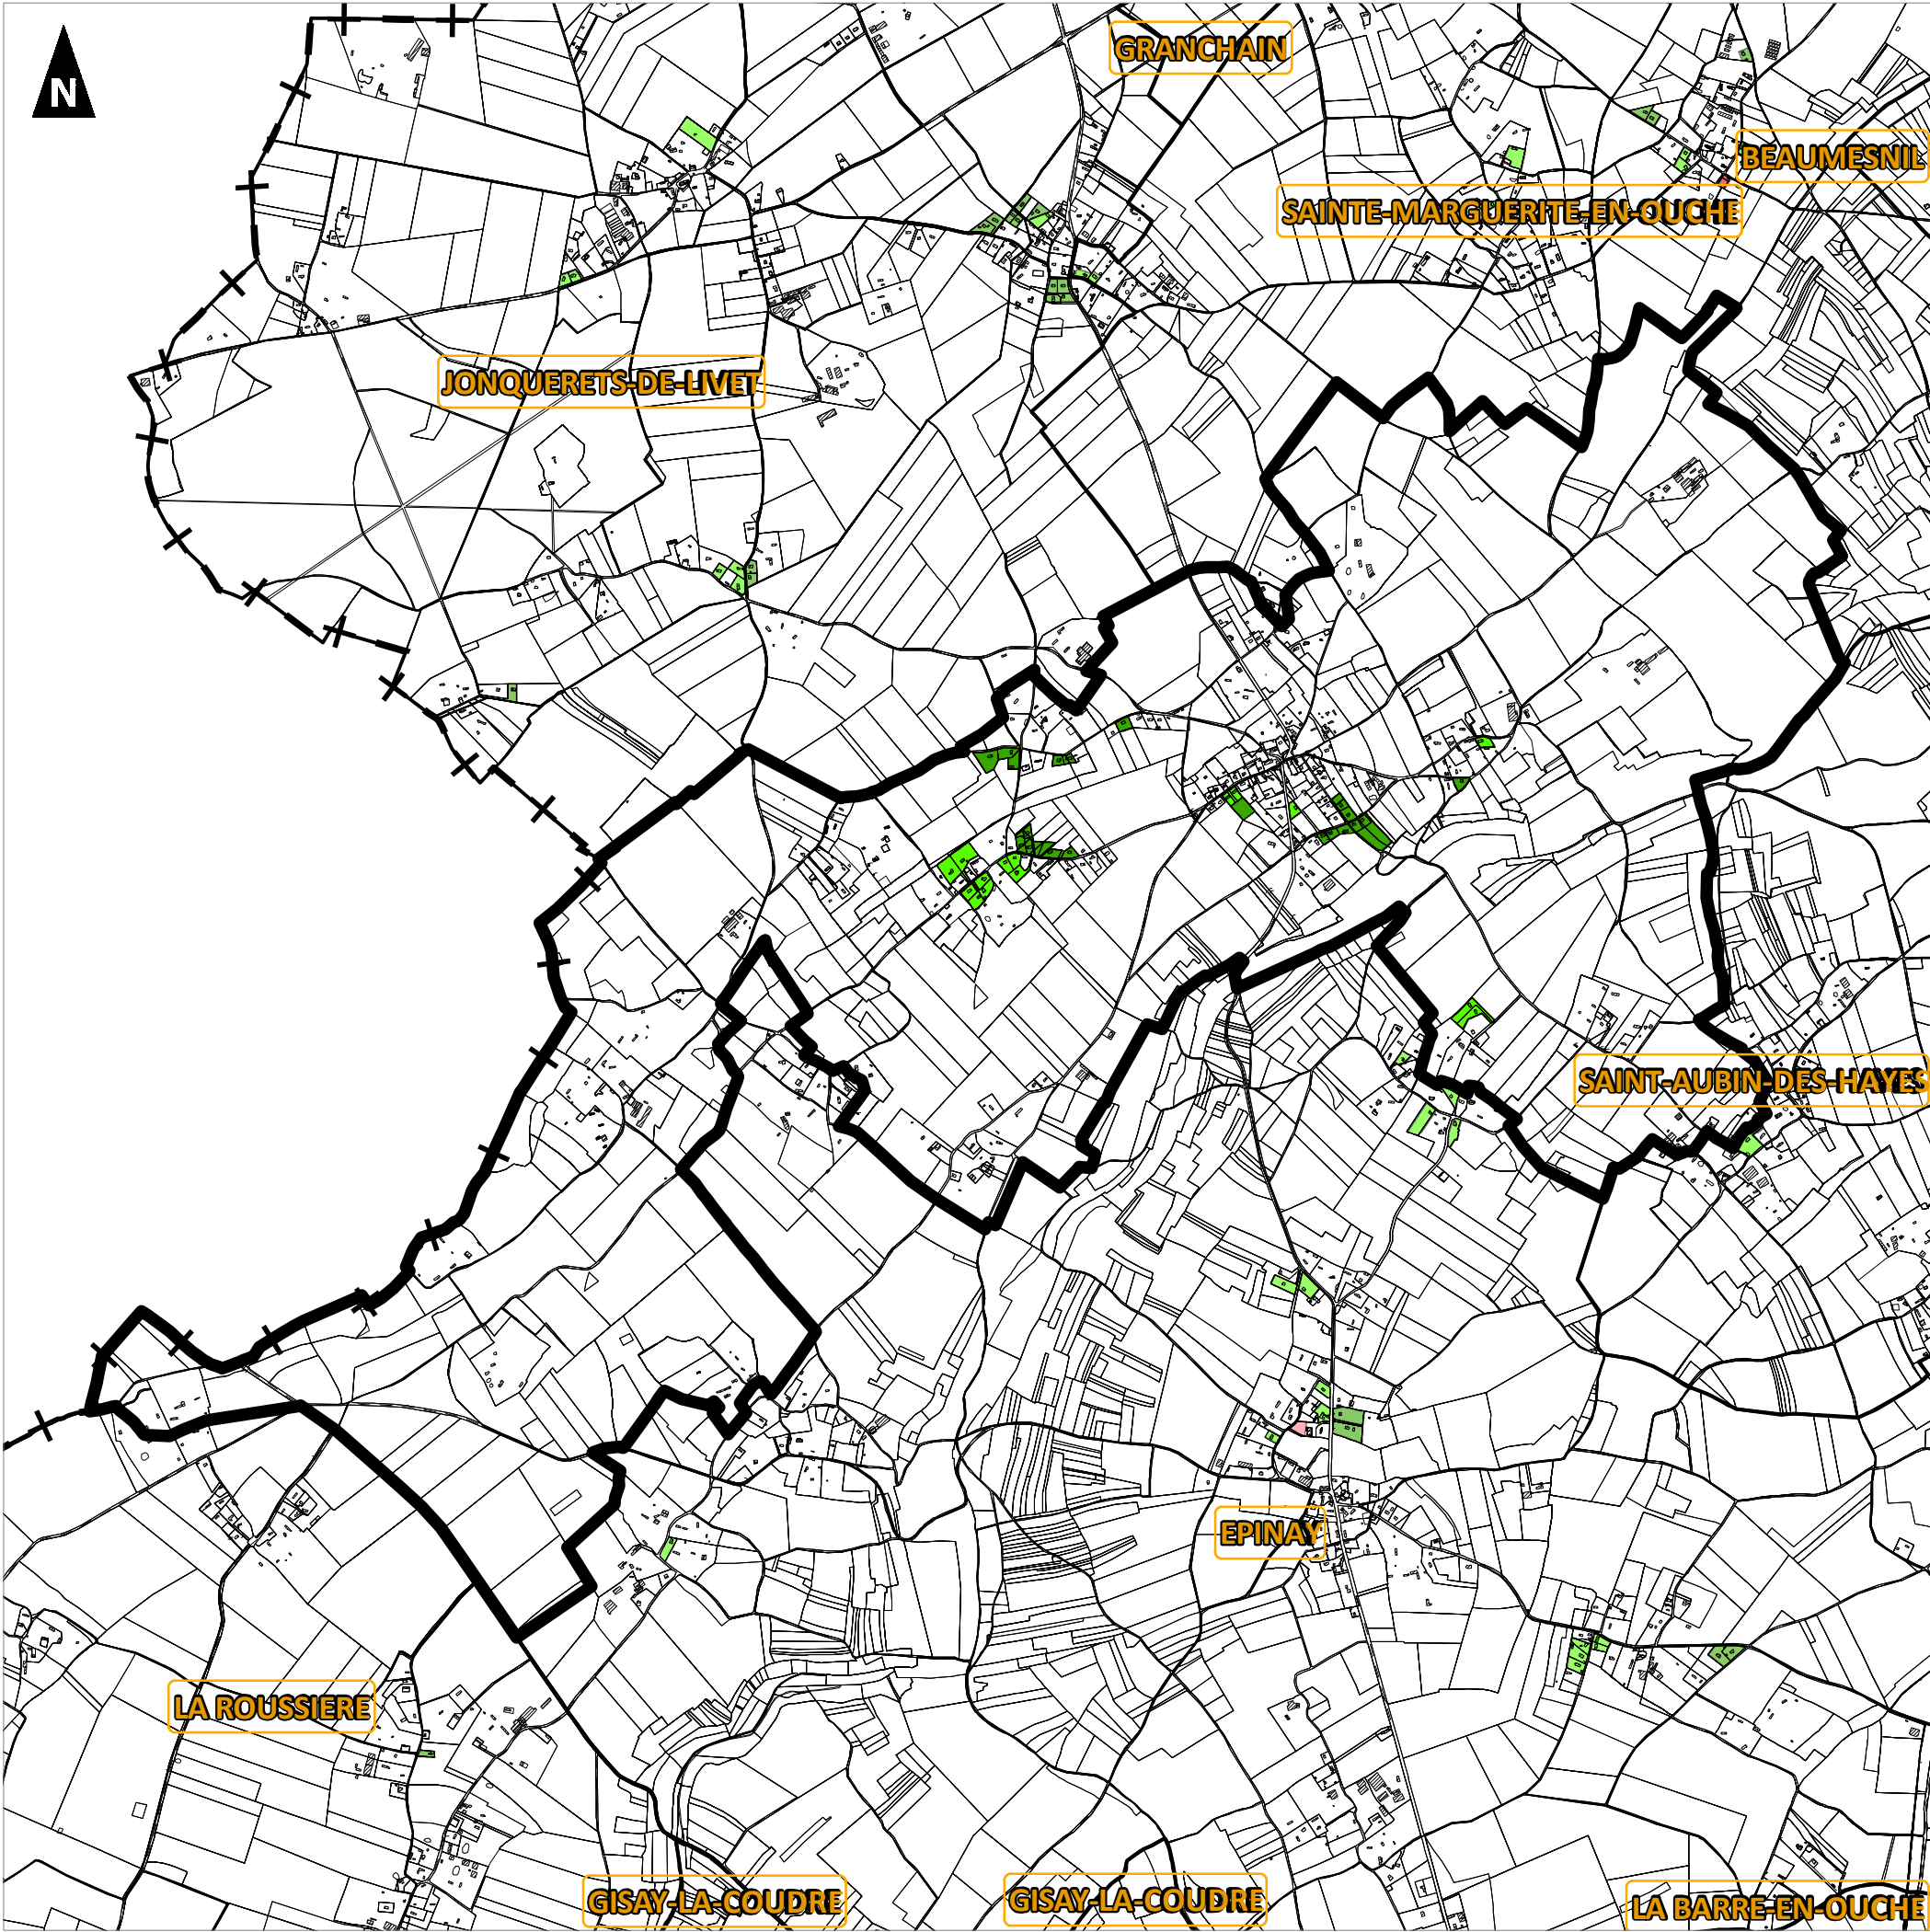 GRANCHAIN
N
BEAUMESNIL
SAINTE-MARGUERITE-EN-OUCHE
JONQUERETS-DE-LIVET
SAINT-AUBIN-DES-HAYES
EPINAY
LA ROUSSIERE
GISAY-LA-COUDRE
GISAY-LA-COUDRE
LA BARRE-EN-OUCHE